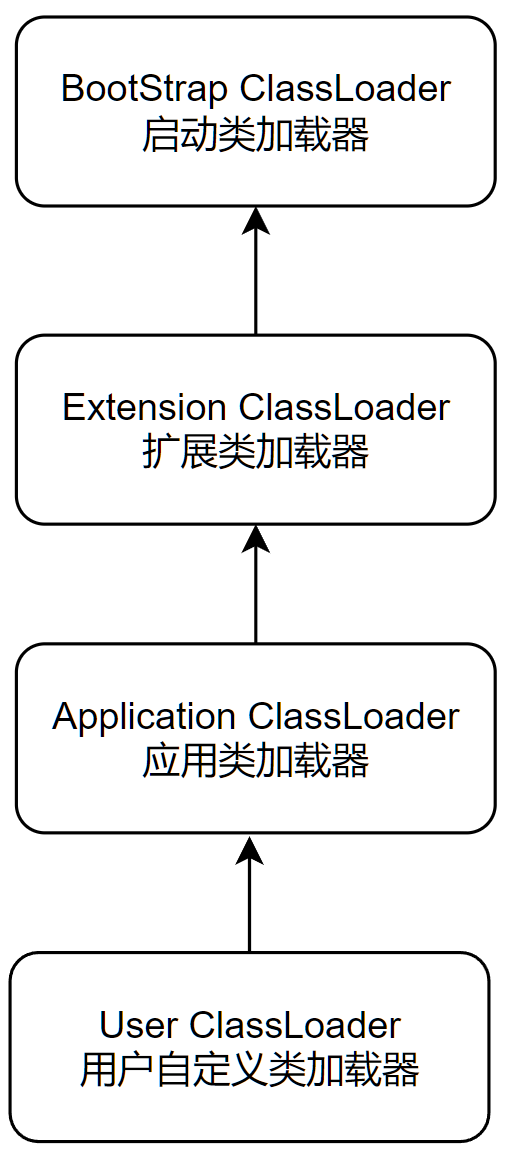 BootStrap ClassLoader
启动类加载器
Extension ClassLoader
扩展类加载器
Application ClassLoader
应用类加载器
User ClassLoader
用户自定义类加载器